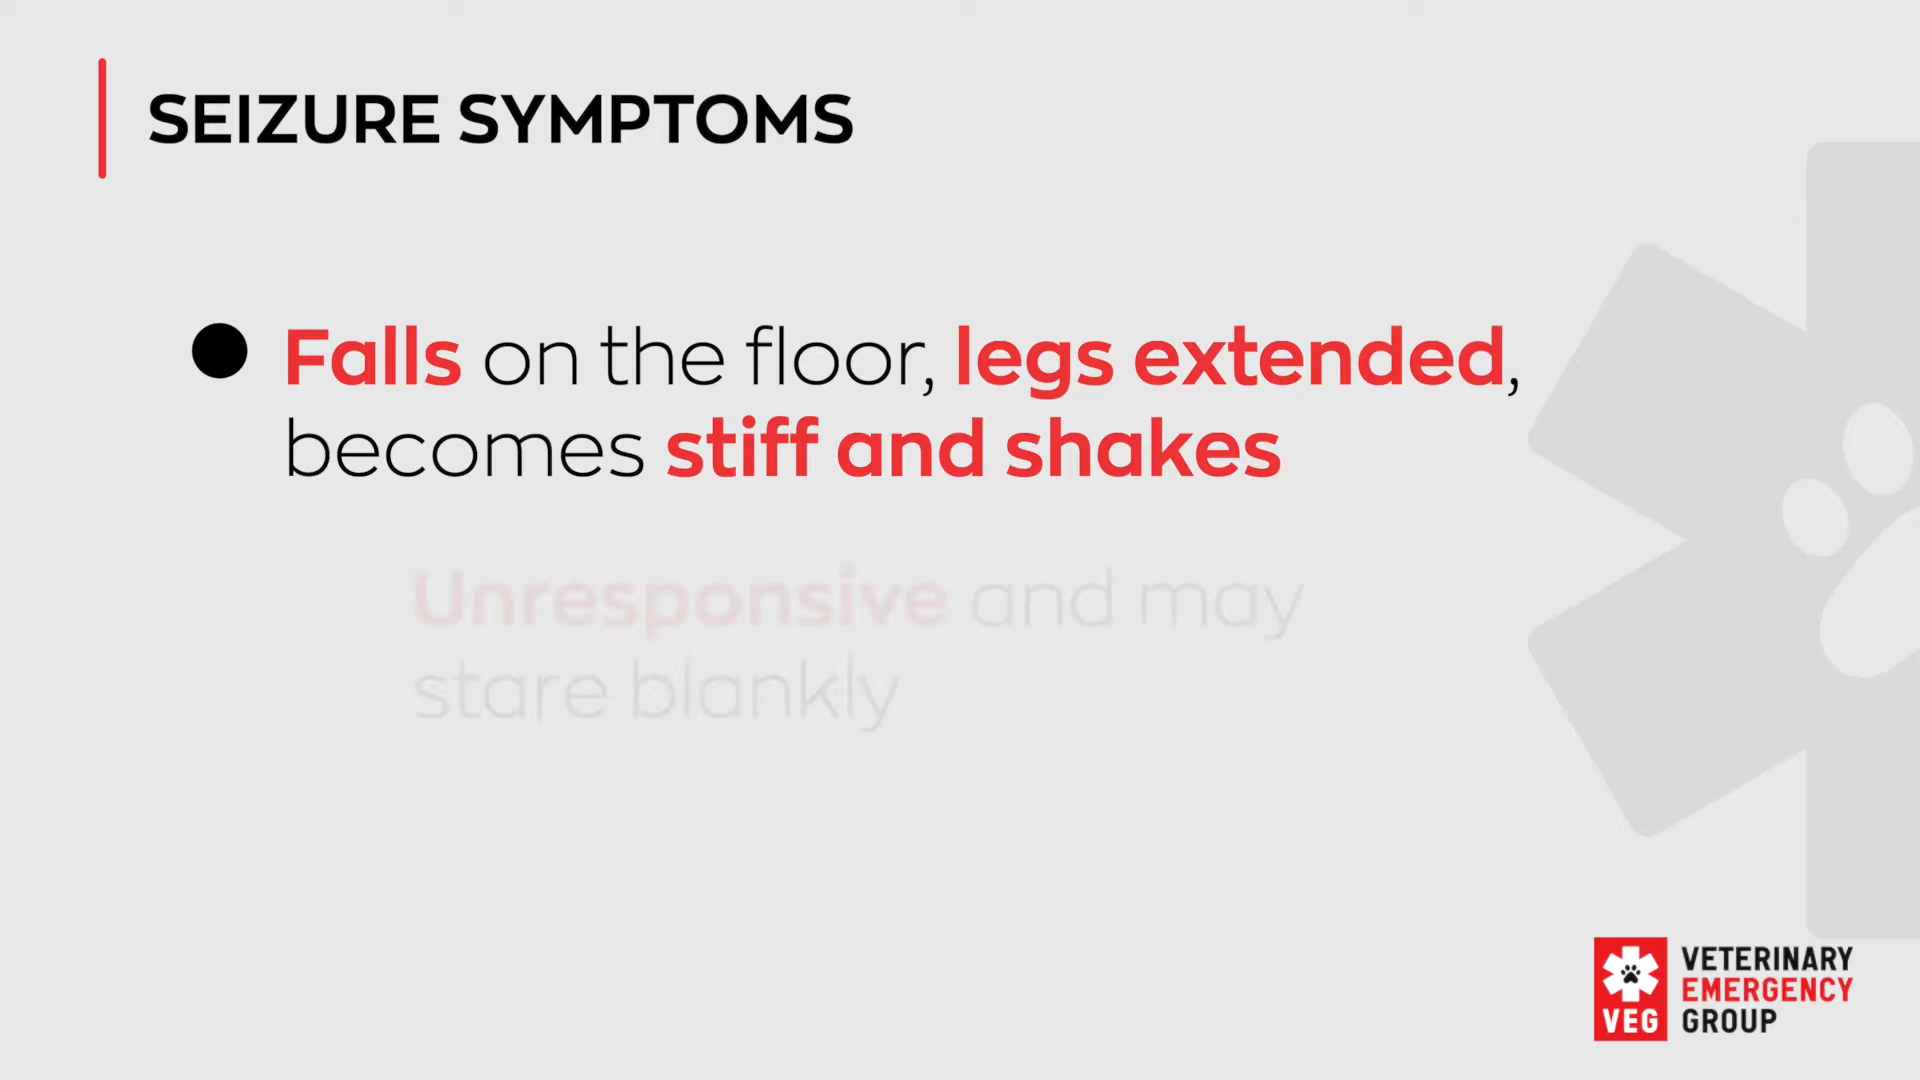 SEIZURE SYMPTOMS
Falls on the floor, legs extended,
becomes stiff and shakes
Unresponsive and may
stare blankly
VETERINARY
EMERGENCY
GROUP
VEG